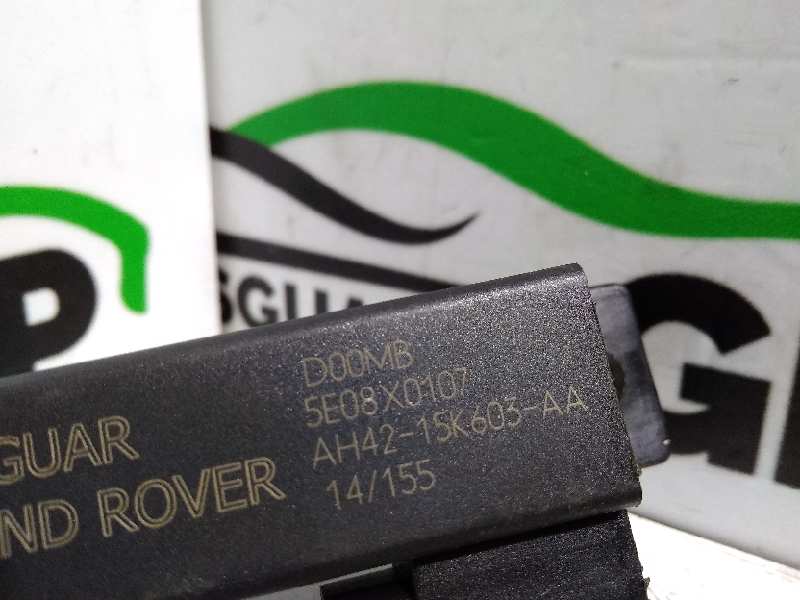 D00MB
5E08X0107
AH42-15K603-AA
14/155
GUAR
ND ROVER
P
SGUA
G